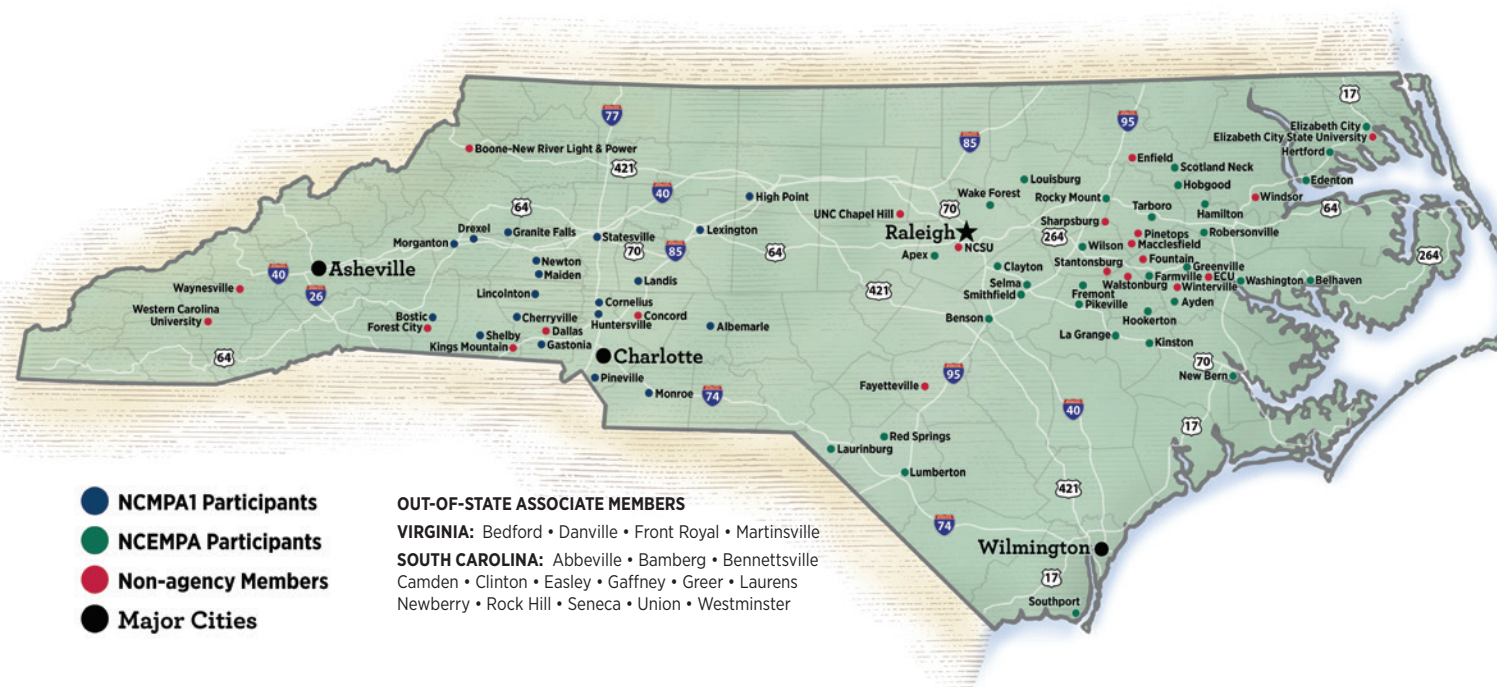 77
95
17
85
Elizabeth City
Elizabeth City State University
Hertford
Boone-New River Light & Power
421
Enfield
Scotland Neck
Louisburg
Hobgood
Edenton
40
High Point
Wake Forest
Rocky Mount
Tarboro
Windsor
64
64
UNC Chapel Hill
70
Hamilton
Sharpsburg
Drexel
Granite Falls
Statesville
Lexington
Raleigh
264
Pinetops
Robersonville
Morganton
70
85
64
NCSU
Wilson
Macclesfield
264
Apex
Fountain
Newton
Stantonsburg
Greenville
Asheville
40
Maiden
Clayton
Farmville
ECU
Washington
Belhaven
Waynesville
26
Landis
421
Selma
Walstonburg
Winterville
Lincolnton
Smithfield
Fremont
Western Carolina
University
Cornelius
Pikeville
Ayden
Bostic
Cherryville
Huntersville
Concord
Albemarle
Benson
Hookerton
Forest City
Dallas
Shelby
La Grange
Kings Mountain
Gastonia
Kinston
64
Charlotte
70
Pineville
95
New Bern
Monroe
74
Fayetteville
40
17
Red Springs
Laurinburg
Lumberton
421
74
Wilmington
17
Southport
NCMPA1 Participants
NCEMPA Participants
Non-agency Members
Major Cities
OUT-OF-STATE ASSOCIATE MEMBERS
VIRGINIA: Bedford • Danville • Front Royal • Martinsville
SOUTH CAROLINA: Abbeville • Bamberg • Bennettsville
Camden • Clinton • Easley • Gaffney • Greer • Laurens
Newberry • Rock Hill • Seneca • Union • Westminster